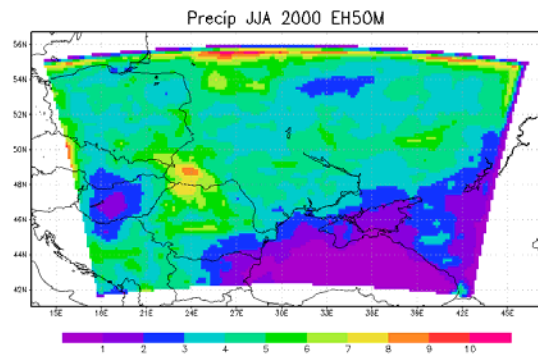 Precip JJA 2000 EH50M
56N
54N
52N
50N
48N
46N
44N
42N
15E 18E 21E 24E 27E 30E 33E 36E 39E 42E 45E
1 2 3 4 5 6 7 8 9 10